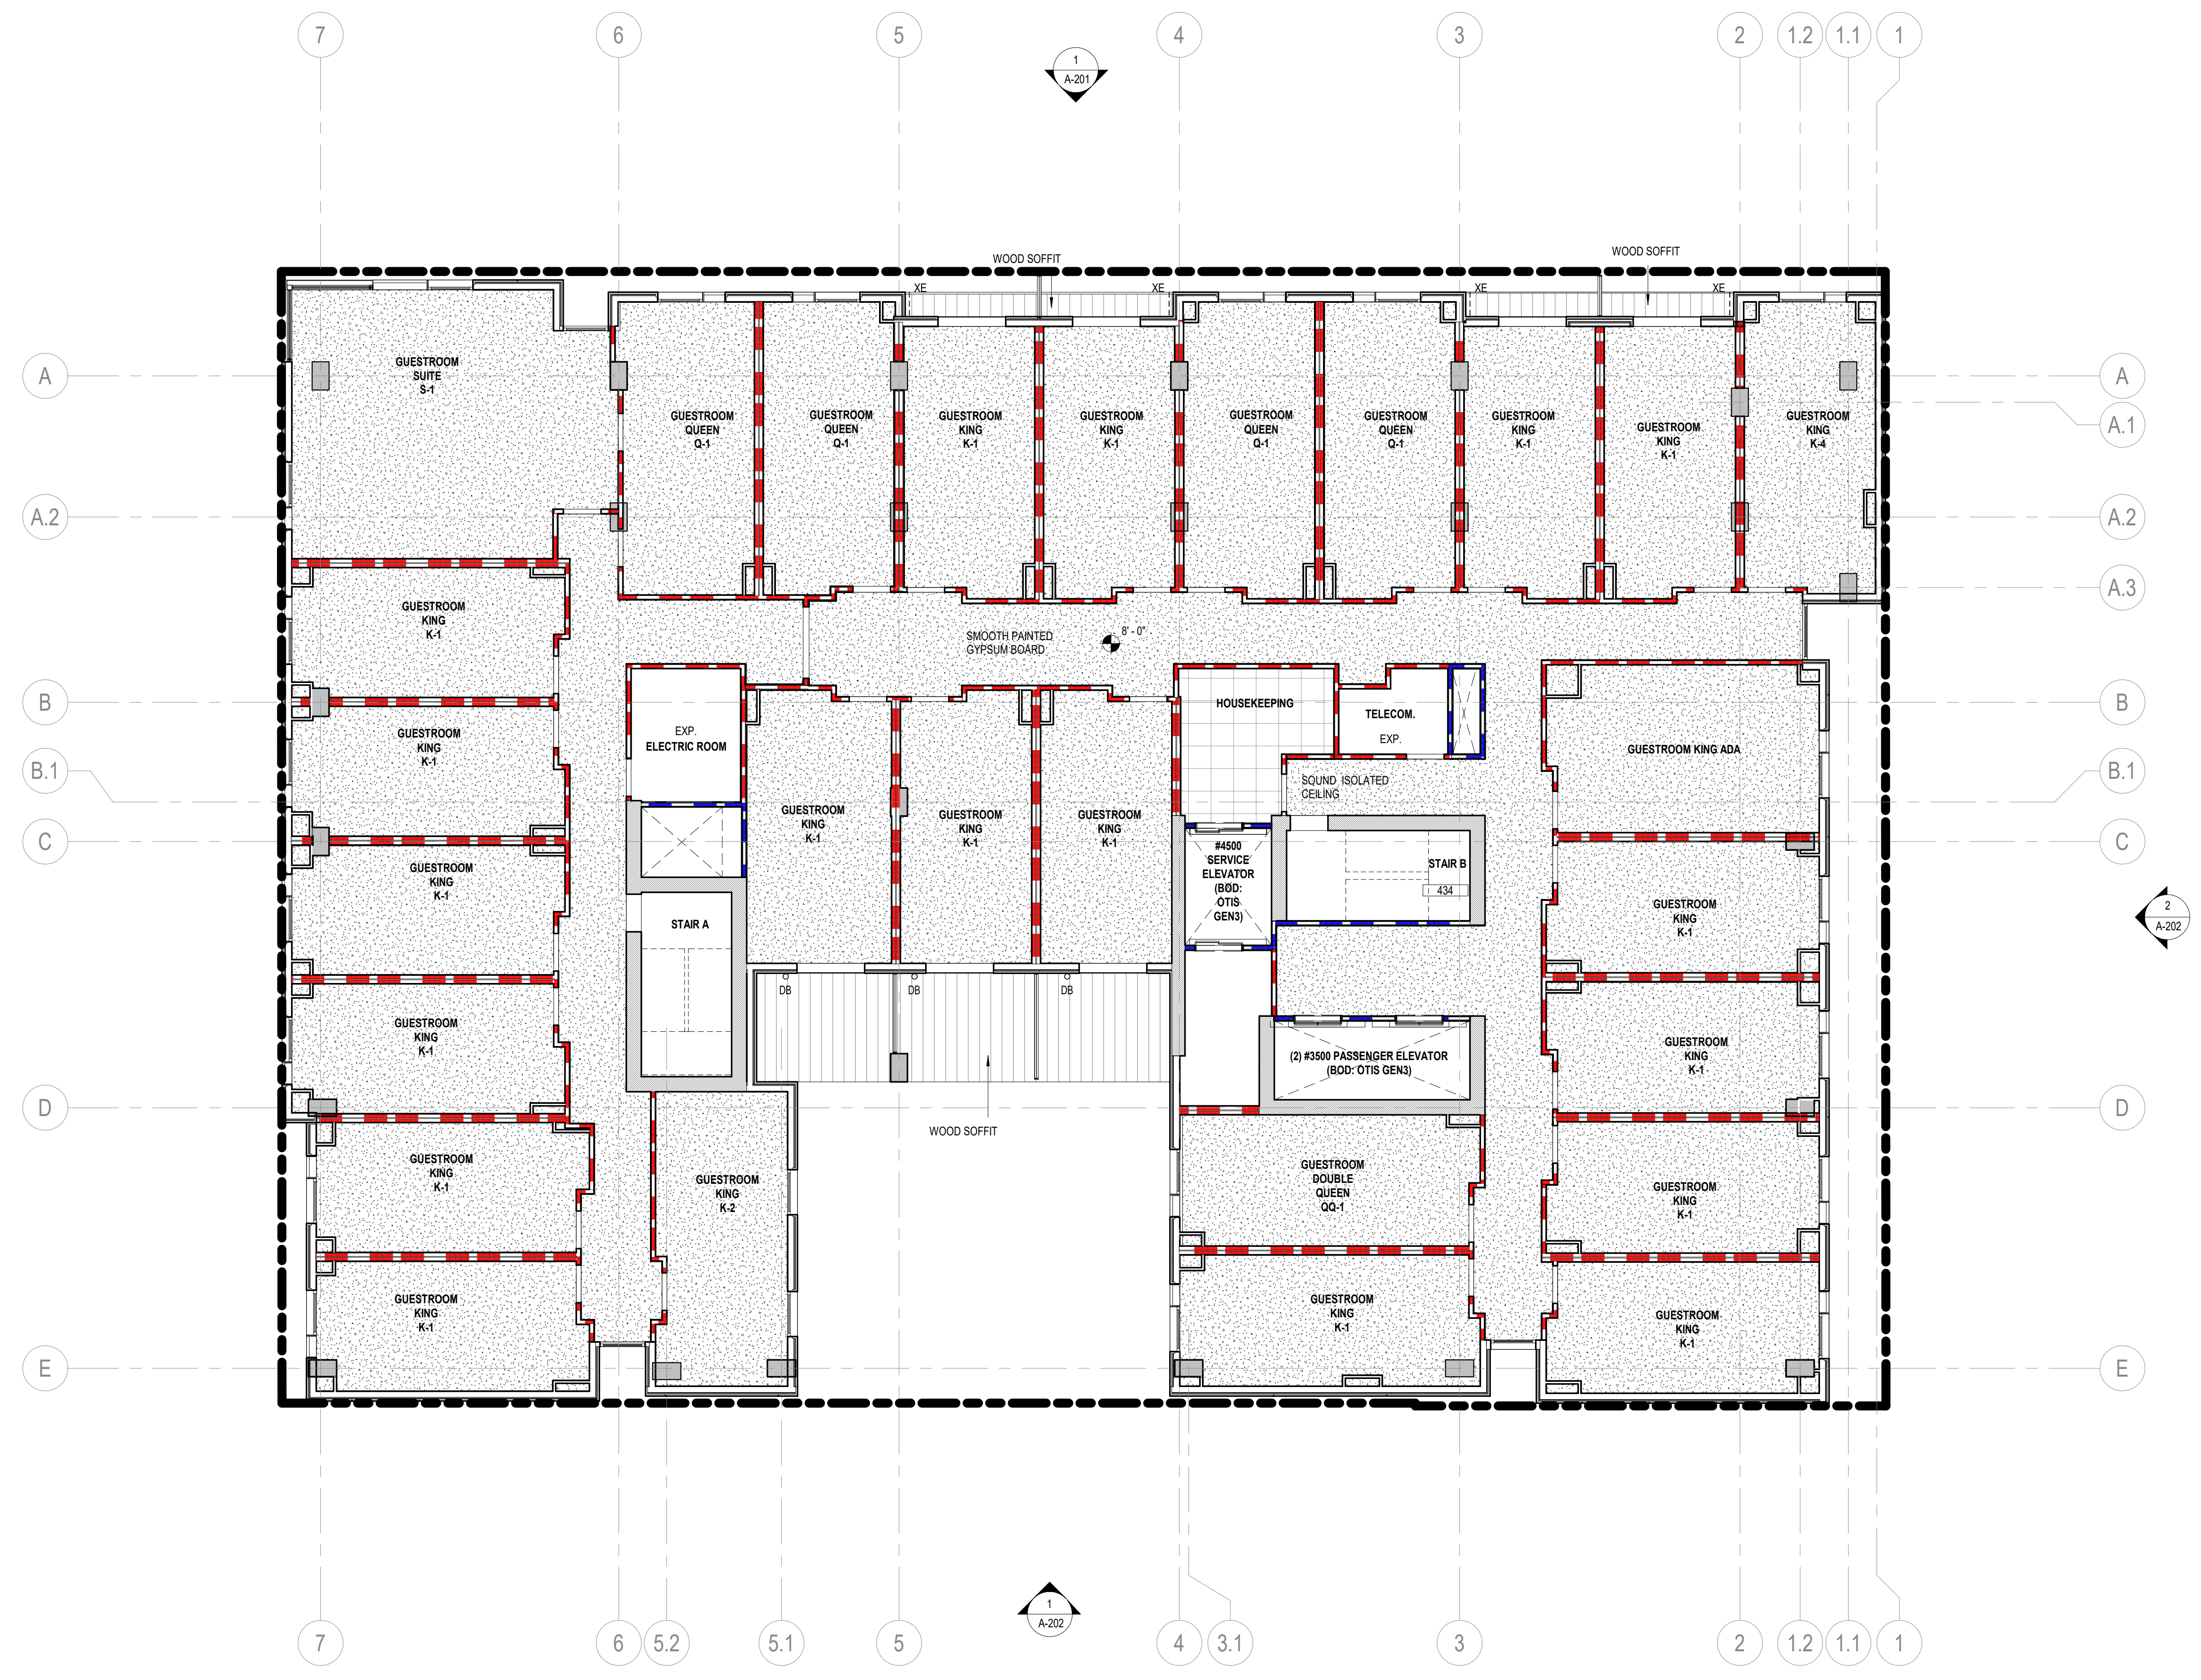 7
6
5
4
3
2
1.2
1.1
1
1
A-201
WOOD SOFFIT
WOOD SOFFIT
XE
XE
XE
XE
A
A
GUESTROOM
SUITE
S-1
GUESTROOM
QUEEN
Q-1
GUESTROOM
QUEEN
Q-1
GUESTROOM
KING
K-1
GUESTROOM
KING
K-1
GUESTROOM
QUEEN
Q-1
GUESTROOM
QUEEN
Q-1
GUESTROOM
KING
K-1
GUESTROOM
KING
K-1
GUESTROOM
KING
K-4
A.1
A.2
A.2
A.3
GUESTROOM
KING
K-1
SMOOTH PAINTED
GYPSUM BOARD
8' - 0"
B
B
HOUSEKEEPING
TELECOM.
EXP.
EXP.
ELECTRIC ROOM
GUESTROOM
KING
K-1
GUESTROOM KING ADA
B.1
B.1
SOUND ISOLATED
CEILING
GUESTROOM
KING
K-1
GUESTROOM
KING
K-1
GUESTROOM
KING
K-1
C
C
#4500
SERVICE
ELEVATOR
(BOD:
OTIS
GEN3)
STAIR B
434
GUESTROOM
KING
K-1
GUESTROOM
KING
K-1
2
A-202
STAIR A
DB
DB
DB
GUESTROOM
KING
K-1
(2) #3500 PASSENGER ELEVATOR
(BOD: OTIS GEN3)
GUESTROOM
KING
K-1
D
D
WOOD SOFFIT
GUESTROOM
KING
K-1
GUESTROOM
KING
K-2
GUESTROOM
DOUBLE
QUEEN
QQ-1
GUESTROOM
KING
K-1
GUESTROOM
KING
K-1
GUESTROOM
KING
K-1
GUESTROOM
KING
K-1
E
E
1
A-202
7
6
5.2
5.1
5
4
3.1
3
2
1.2
1.1
1